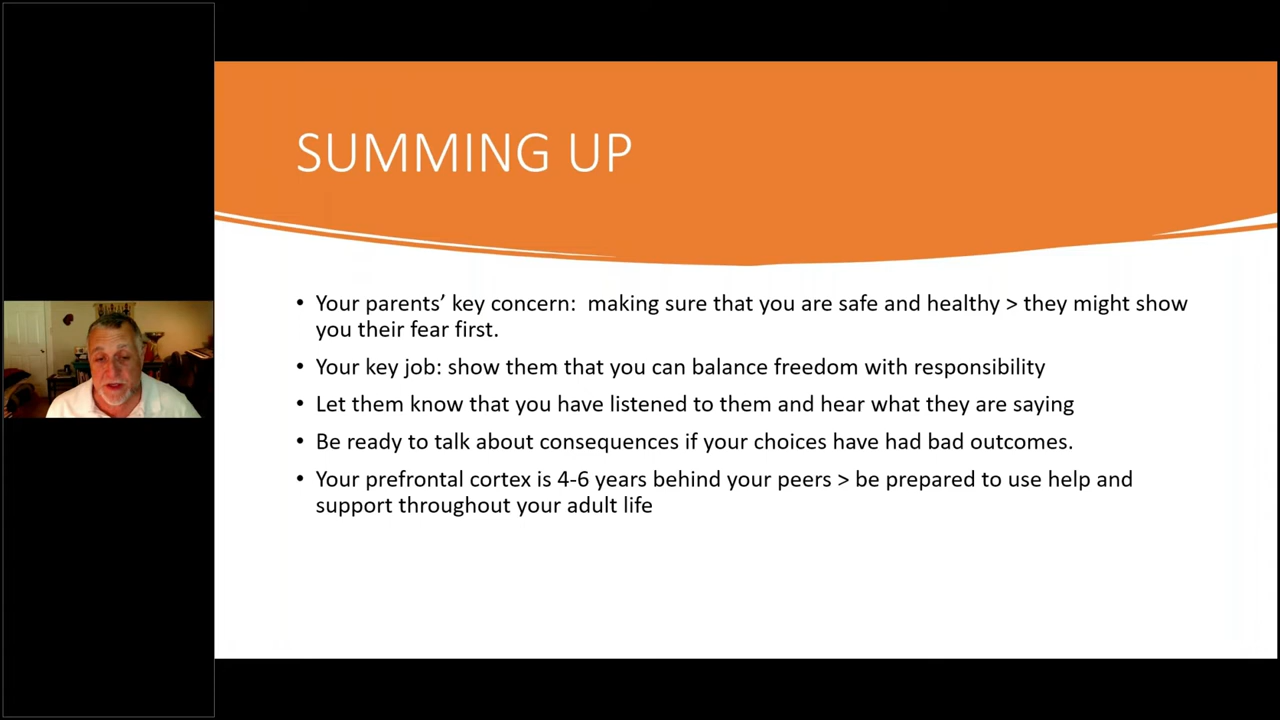 SUMMING UP
• Your parents’ key concern:  making sure that you are safe and healthy > they might show
you their fear first.
• Your key job: show them that you can balance freedom with responsibility
• Let them know that you have listened to them and hear what they are saying
• Be ready to talk about consequences if your choices have had bad outcomes.
• Your prefrontal cortex is 4-6 years behind your peers > be prepared to use help and
support throughout your adult life